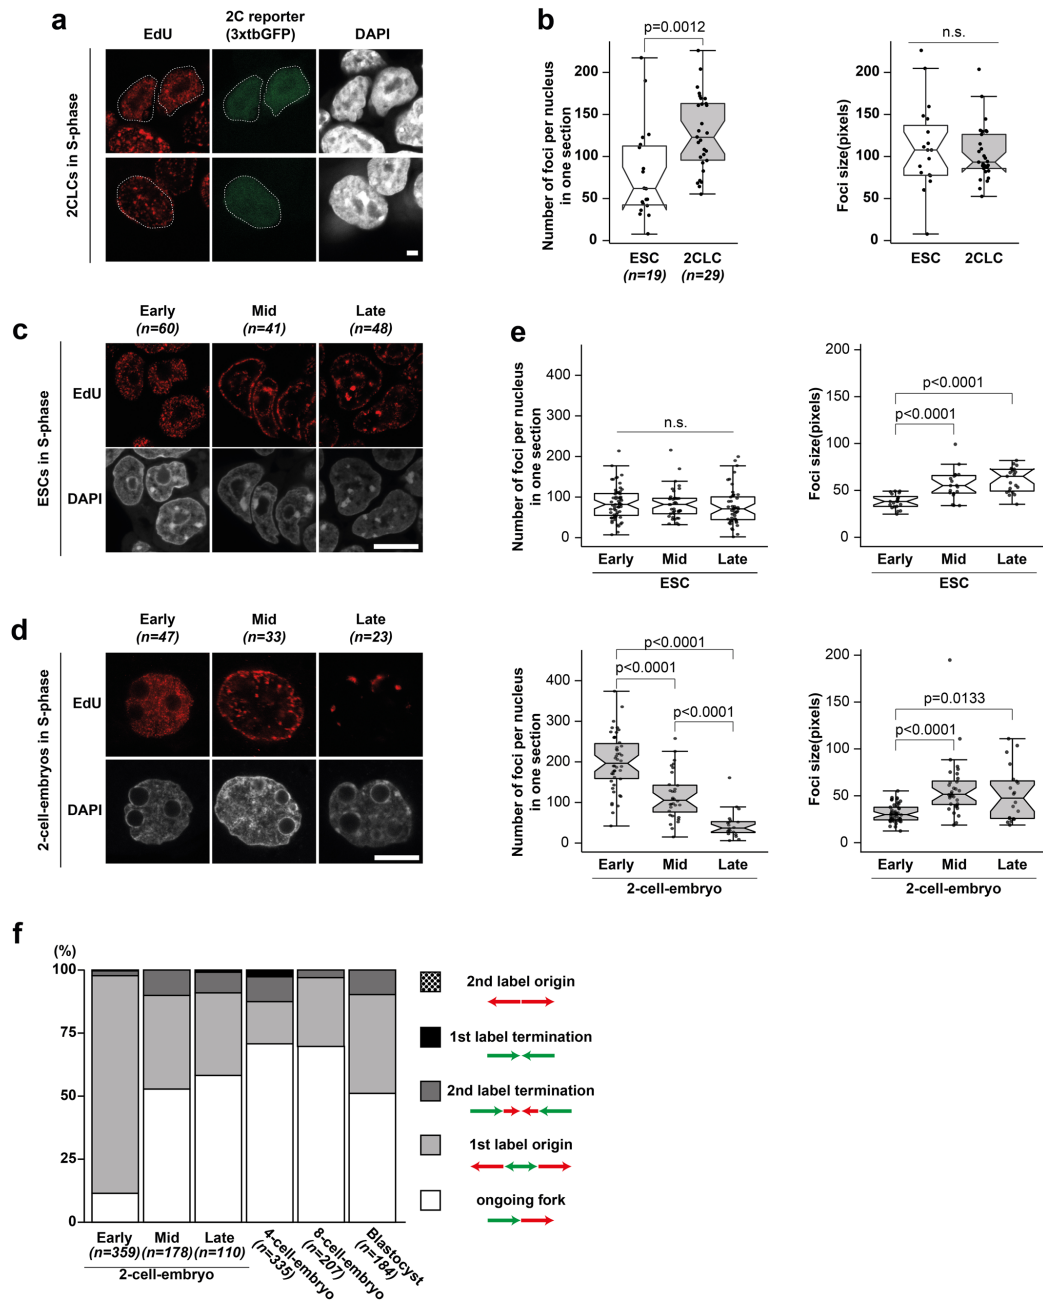 a
EdU
2C reporter
(3xtbGFP)
DAPI
2CLCs in S-phase
b
Number of foci per nucleus
in one section
250
200
150
100
50
0
p=0.0012
ESC
(n=19)
2CLC
(n=29)
Foci size(pixels)
200
150
100
50
0
n.s.
ESC
2CLC
c
Early
(n=60)
Mid
(n=41)
Late
(n=48)
ESCs in S-phase
EdU
DAPI
d
Early
(n=47)
Mid
(n=33)
Late
(n=23)
2-cell-embryos in S-phase
EdU
DAPI
e
Number of foci per nucleus
in one section
400
300
200
100
0
n.s.
Early
Mid
Late
ESC
Foci size(pixels)
200
150
100
50
0
p<0.0001
p<0.0001
Early
Mid
Late
ESC
Number of foci per nucleus
in one section
400
300
200
100
0
p<0.0001
p<0.0001
p<0.0001
Early
Mid
Late
2-cell-embryo
Foci size(pixels)
200
150
100
50
0
p=0.0133
p<0.0001
Early
Mid
Late
2-cell-embryo
f
(%)
100
75
50
25
0
Early
(n=359)
Mid
(n=178)
Late
(n=110)
2-cell-embryo
4-cell-embryo
(n=335)
8-cell-embryo
(n=207)
Blastocyst
(n=184)
2nd label origin
1st label termination
2nd label termination
1st label origin
ongoing fork